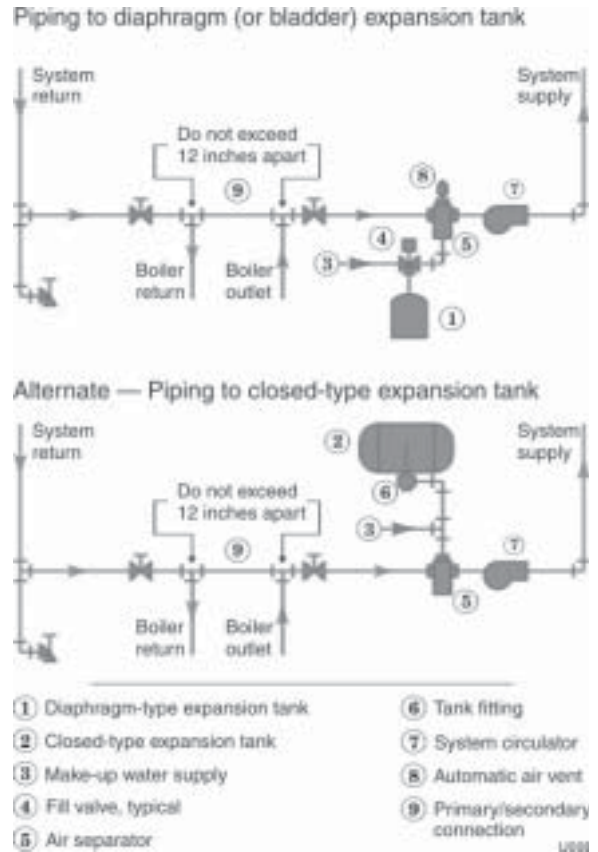 Piping to diaphragm (or bladder) expansion tank
System
return
System
supply
Do not exceed
12 inches apart
9
8
7
4
5
3
Boiler
return
Boiler
outlet
1
Alternate — Piping to closed-type expansion tank
System
return
System
supply
2
Do not exceed
12 inches apart
6
3
9
7
5
Boiler
return
Boiler
outlet
1 Diaphragm-type expansion tank
2 Closed-type expansion tank
3 Make-up water supply
4 Fill valve, typical
5 Air separator
6 Tank fitting
7 System circulator
8 Automatic air vent
9 Primary/secondary
connection